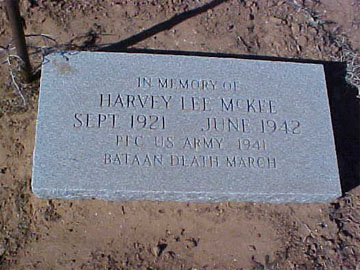 IN MEMORY OF
HARVEY LEE MCKEE
SEPT 1921 JUNE 1942
PFC US ARMY 1941
BATAAN DEATH MARCH